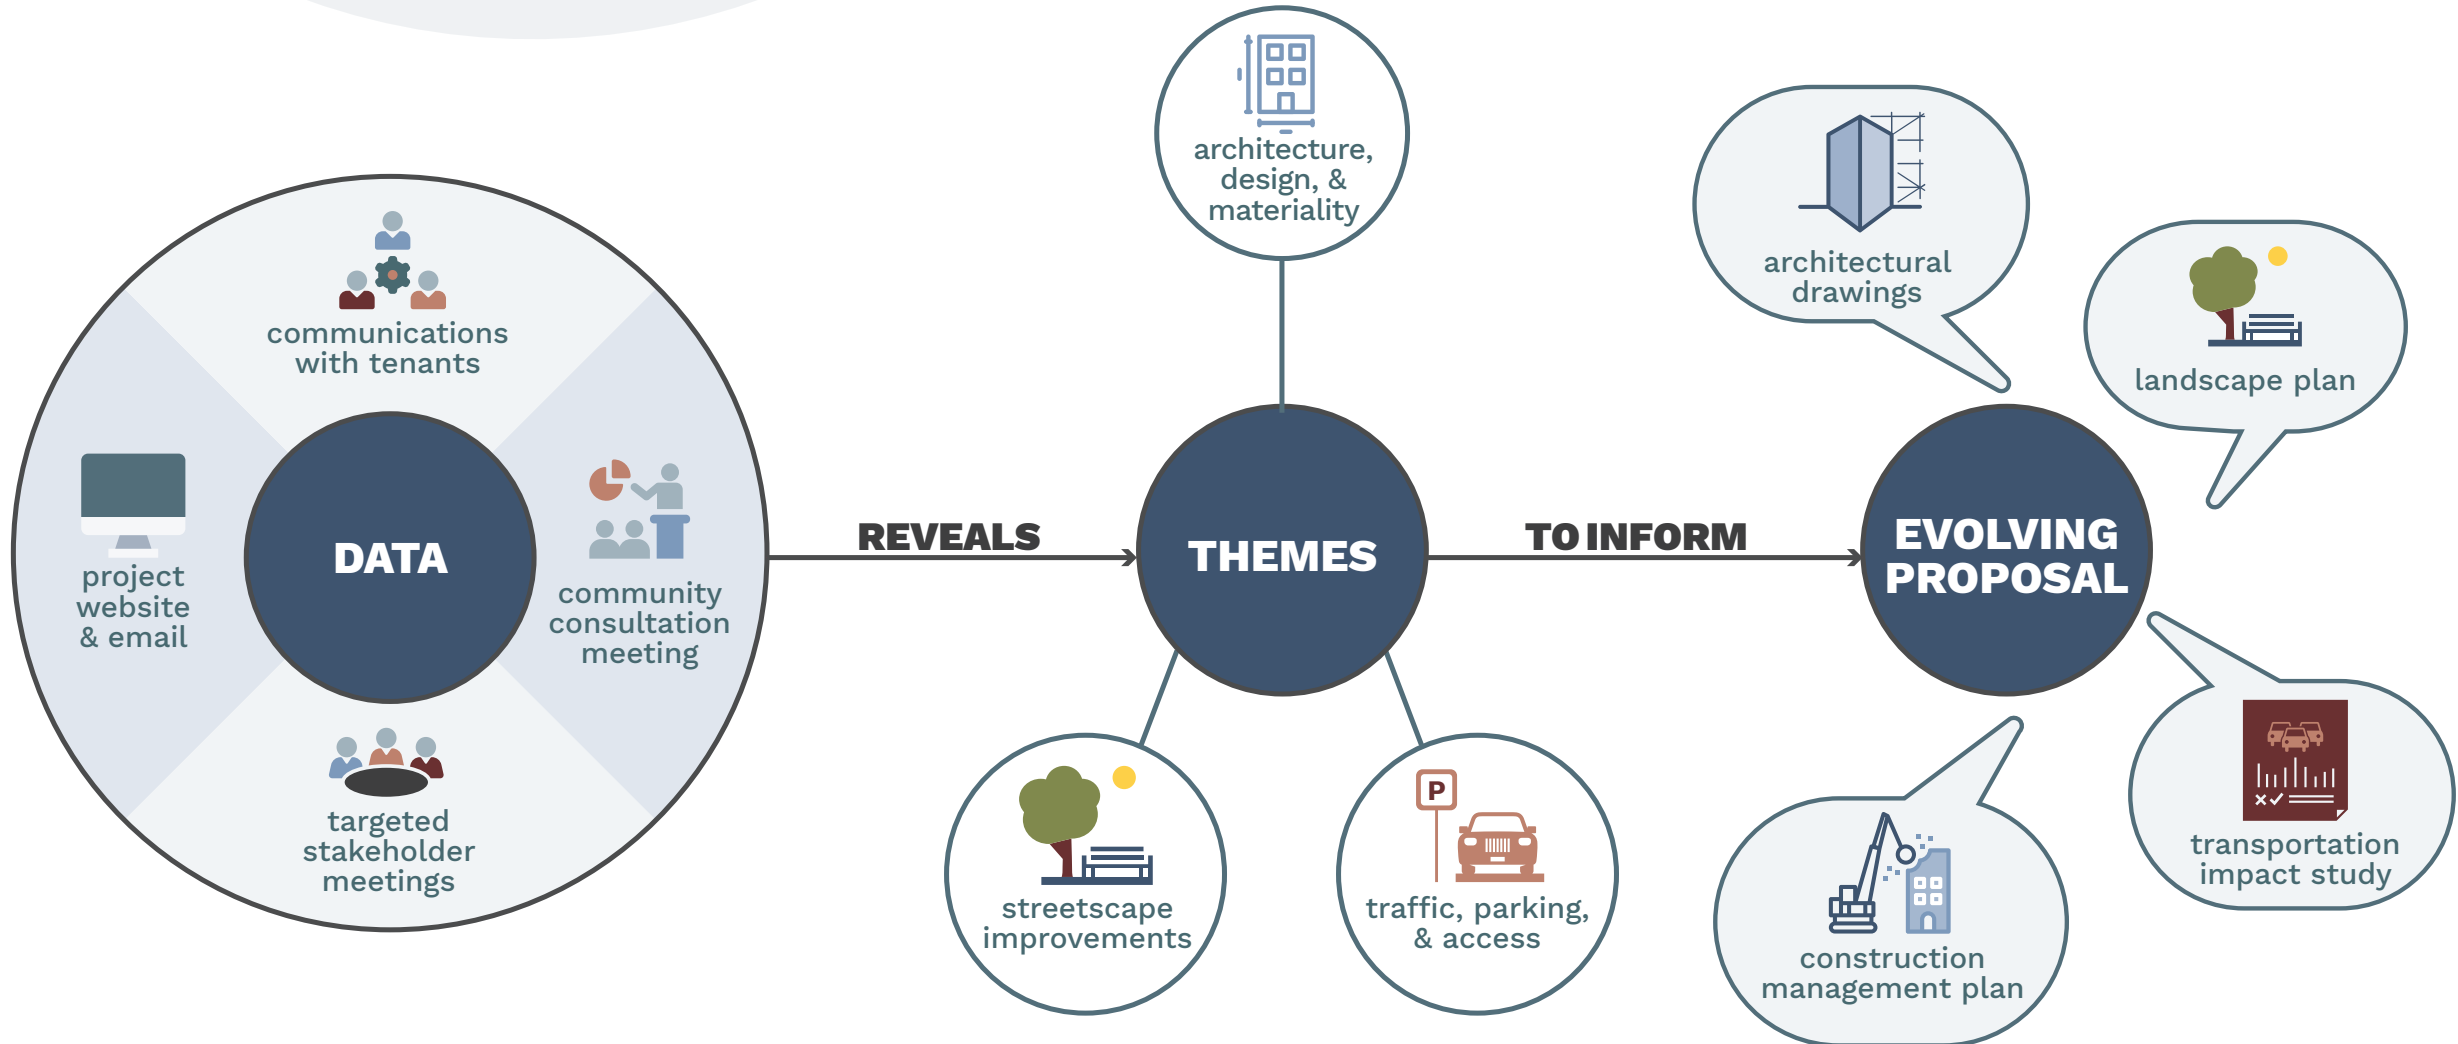 communications
with tenants
project
website
& email
DATA
community
consultation
meeting
targeted
stakeholder
meetings
REVEALS
architecture,
design, &
materiality
THEMES
streetscape
improvements
P
traffic, parking,
& access
TO INFORM
architectural
drawings
landscape plan
EVOLVING
PROPOSAL
transportation
impact study
construction
management plan